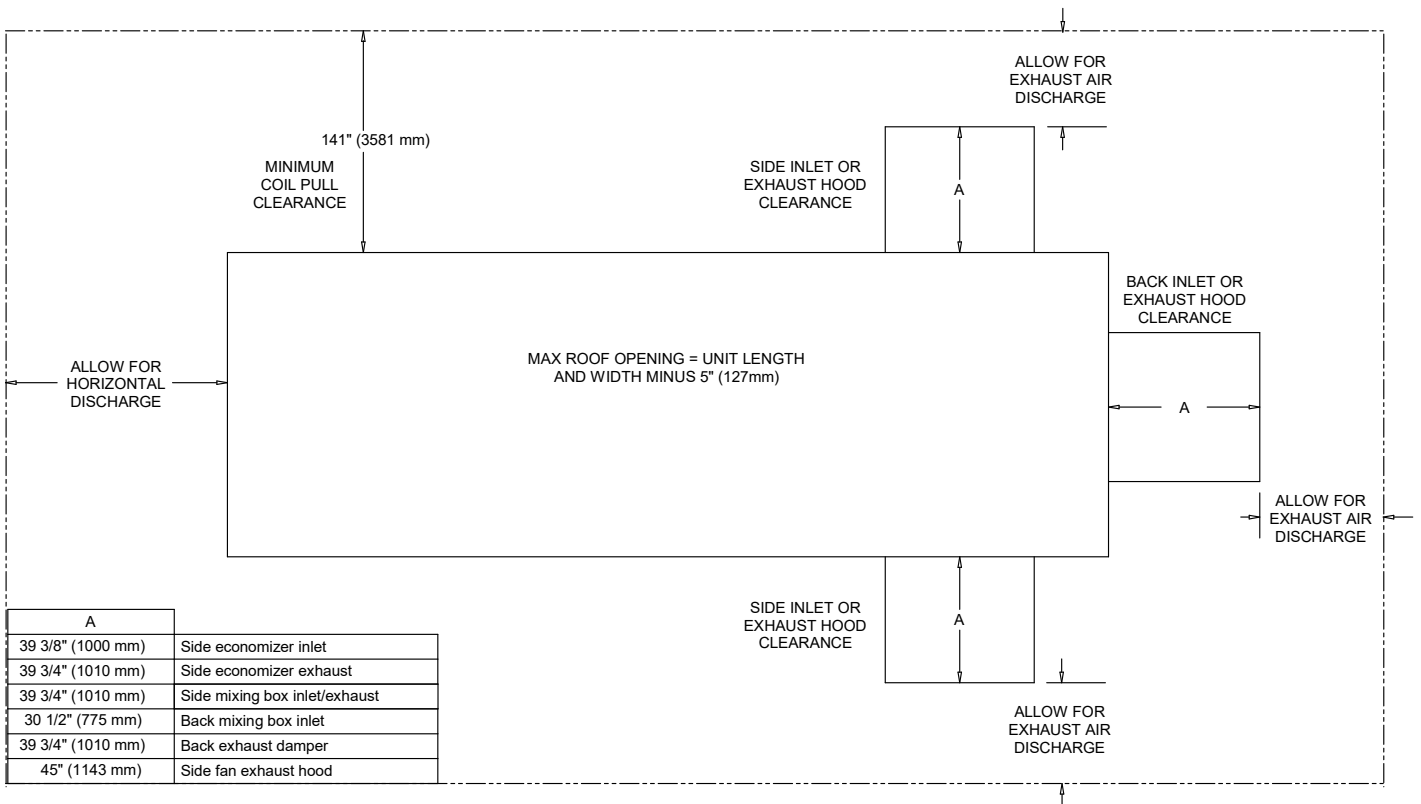 ALLOW FOR
EXHAUST AIR
DISCHARGE
141" (3581 mm)
MINIMUM
COIL PULL
CLEARANCE
SIDE INLET OR
EXHAUST HOOD
CLEARANCE
A
BACK INLET OR
EXHAUST HOOD
CLEARANCE
ALLOW FOR
HORIZONTAL
DISCHARGE
MAX ROOF OPENING = UNIT LENGTH
AND WIDTH MINUS 5" (127mm)
A
ALLOW FOR
EXHAUST AIR
DISCHARGE
SIDE INLET OR
EXHAUST HOOD
CLEARANCE
A
ALLOW FOR
EXHAUST AIR
DISCHARGE
A
39 3/8" (1000 mm) Side economizer inlet
39 3/4" (1010 mm) Side economizer exhaust
39 3/4" (1010 mm) Side mixing box inlet/exhaust
30 1/2" (775 mm) Back mixing box inlet
39 3/4" (1010 mm) Back exhaust damper
45" (1143 mm) Side fan exhaust hood